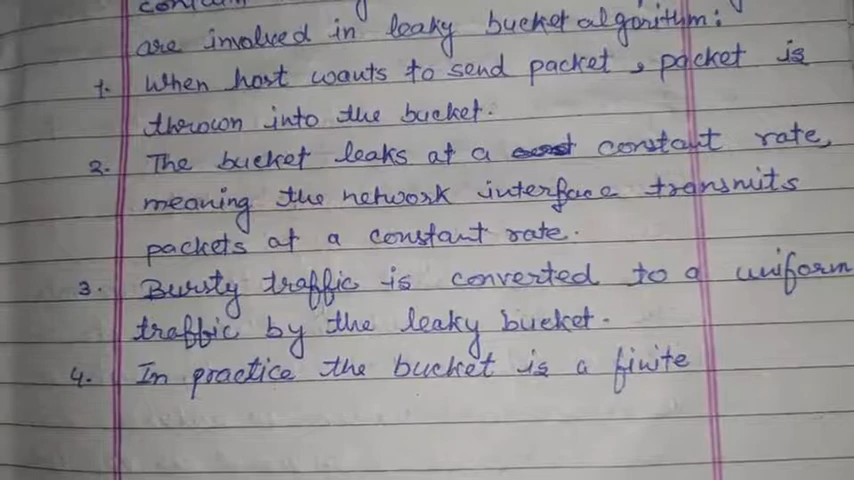 are involved in leaky bucket algorithm:
1. When host wants to send packet, packet is
thrown into the bucket.
2. The bucket leaks at a constant rate,
meaning the network interface transmits
packets at a constant rate.
3. Bursty traffic is converted to a uniform
traffic by the leaky bucket.
4. In practice the bucket is a finite